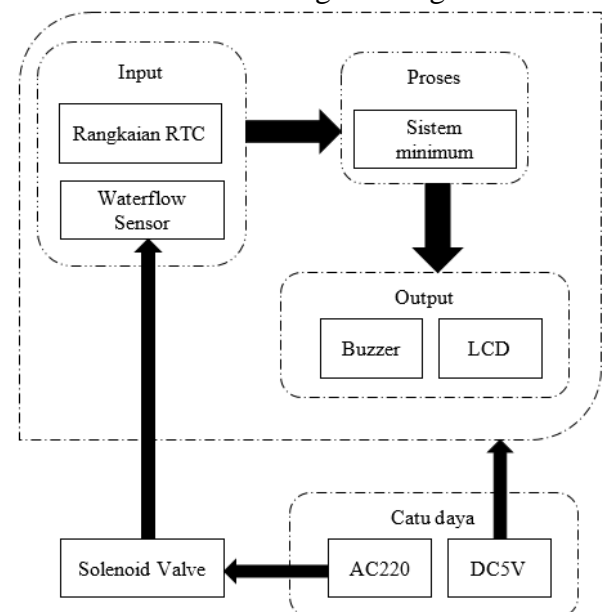 Input
Rangkaian RTC
Waterflow
Sensor
Proses
Sistem
minimum
Output
Buzzer
LCD
Catu daya
Solenoid Valve
AC220
DC5V